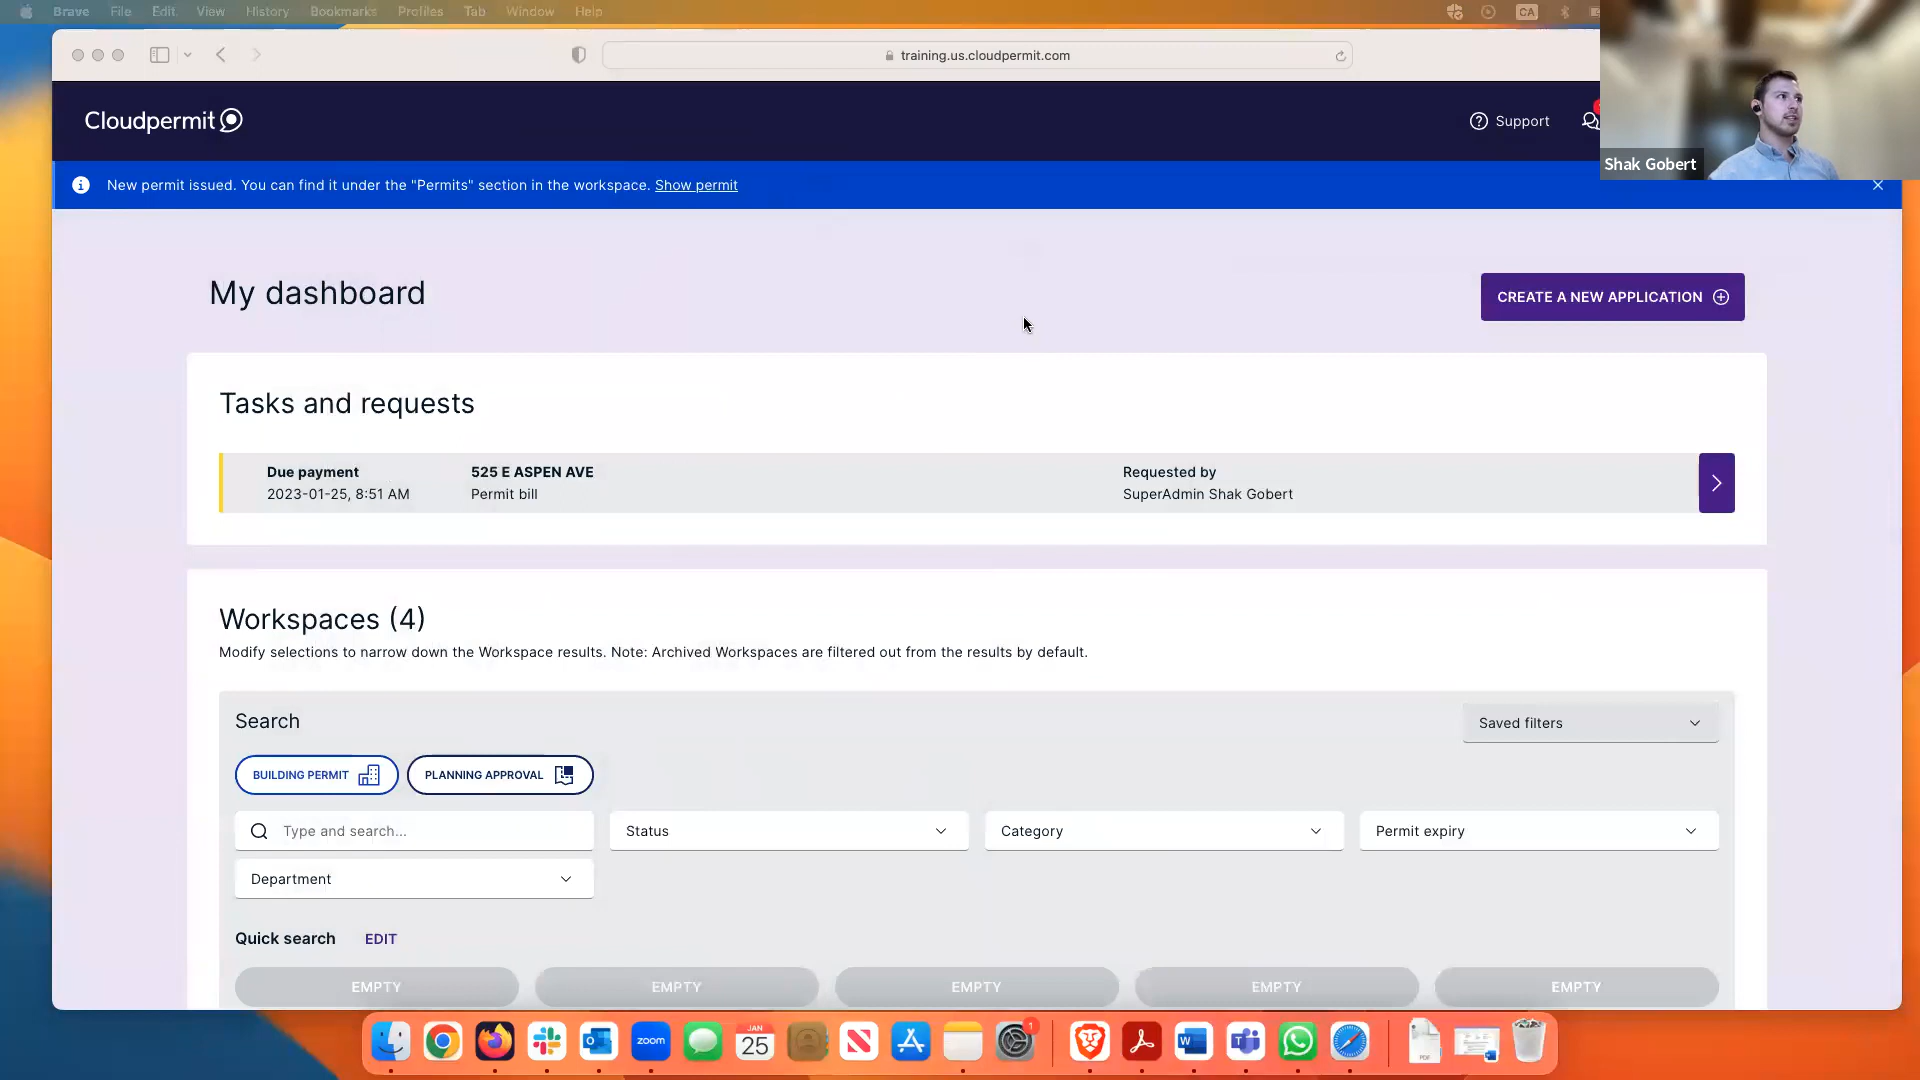 Brave File Edit View History Bookmarks Profiles Tab Window Help
CA
training.us.cloudpermit.com
Cloudpermit
Support
Shak Gobert
New permit issued. You can find it under the "Permits" section in the workspace. Show permit
My dashboard
CREATE A NEW APPLICATION
Tasks and requests
Due payment 525 E ASPEN AVE Requested by
2023-01-25, 8:51 AM Permit bill SuperAdmin Shak Gobert
Workspaces (4)
Modify selections to narrow down the Workspace results. Note: Archived Workspaces are filtered out from the results by default.
Search
Saved filters
BUILDING PERMIT PLANNING APPROVAL
Type and search... Status Category Permit expiry
Department
Quick search EDIT
EMPTY EMPTY EMPTY EMPTY EMPTY
zoom
JAN
25
1
PDF